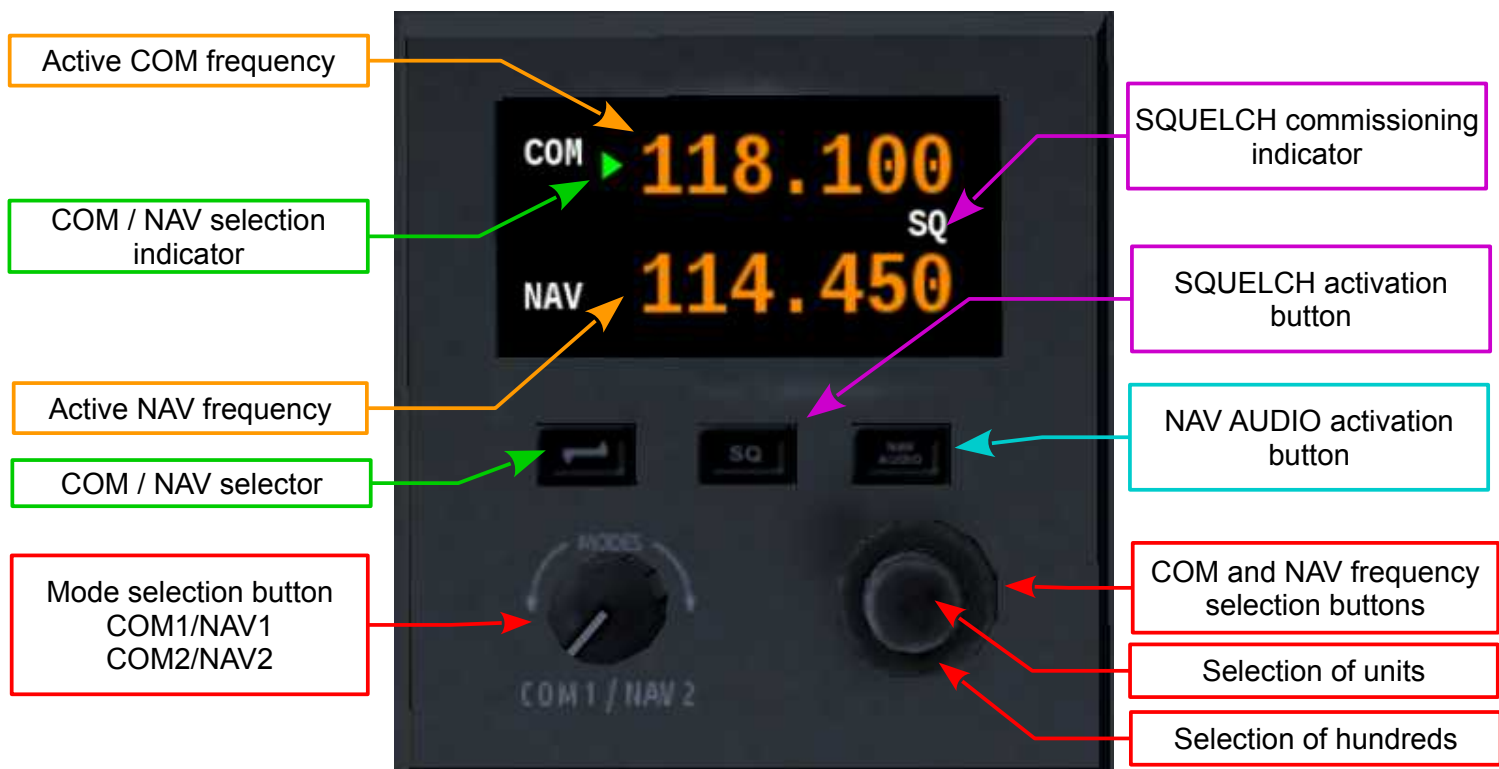 Active COM frequency
COM / NAV selection
indicator
Active NAV frequency
COM / NAV selector
Mode selection button
COM1/NAV1
COM2/NAV2
COM
118.100
SQ
NAV
114.450
SQ
NAV
AUDIO
MODES
COM 1 / NAV 2
SQUELCH commissioning
indicator
SQUELCH activation
button
NAV AUDIO activation
button
COM and NAV frequency
selection buttons
Selection of units
Selection of hundreds